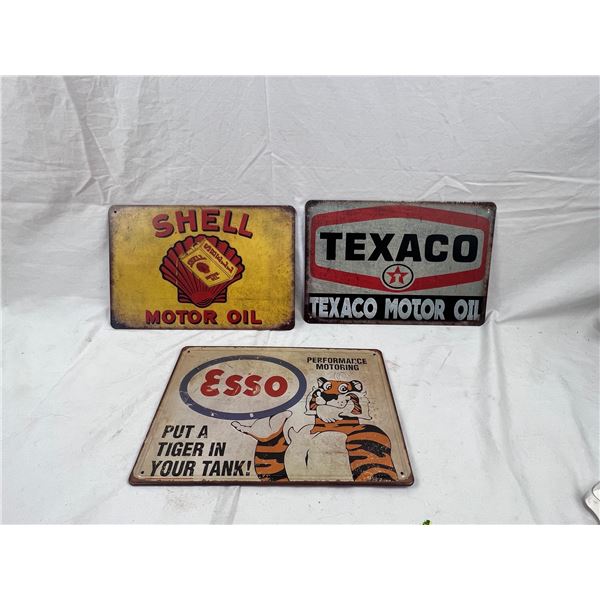 SHELL
MOTOR OIL
TEXACO
T
TEXACO MOTOR OIL
Esso
PERFORMANCE
MOTORING
PUT A
TIGER IN
YOUR TANK!